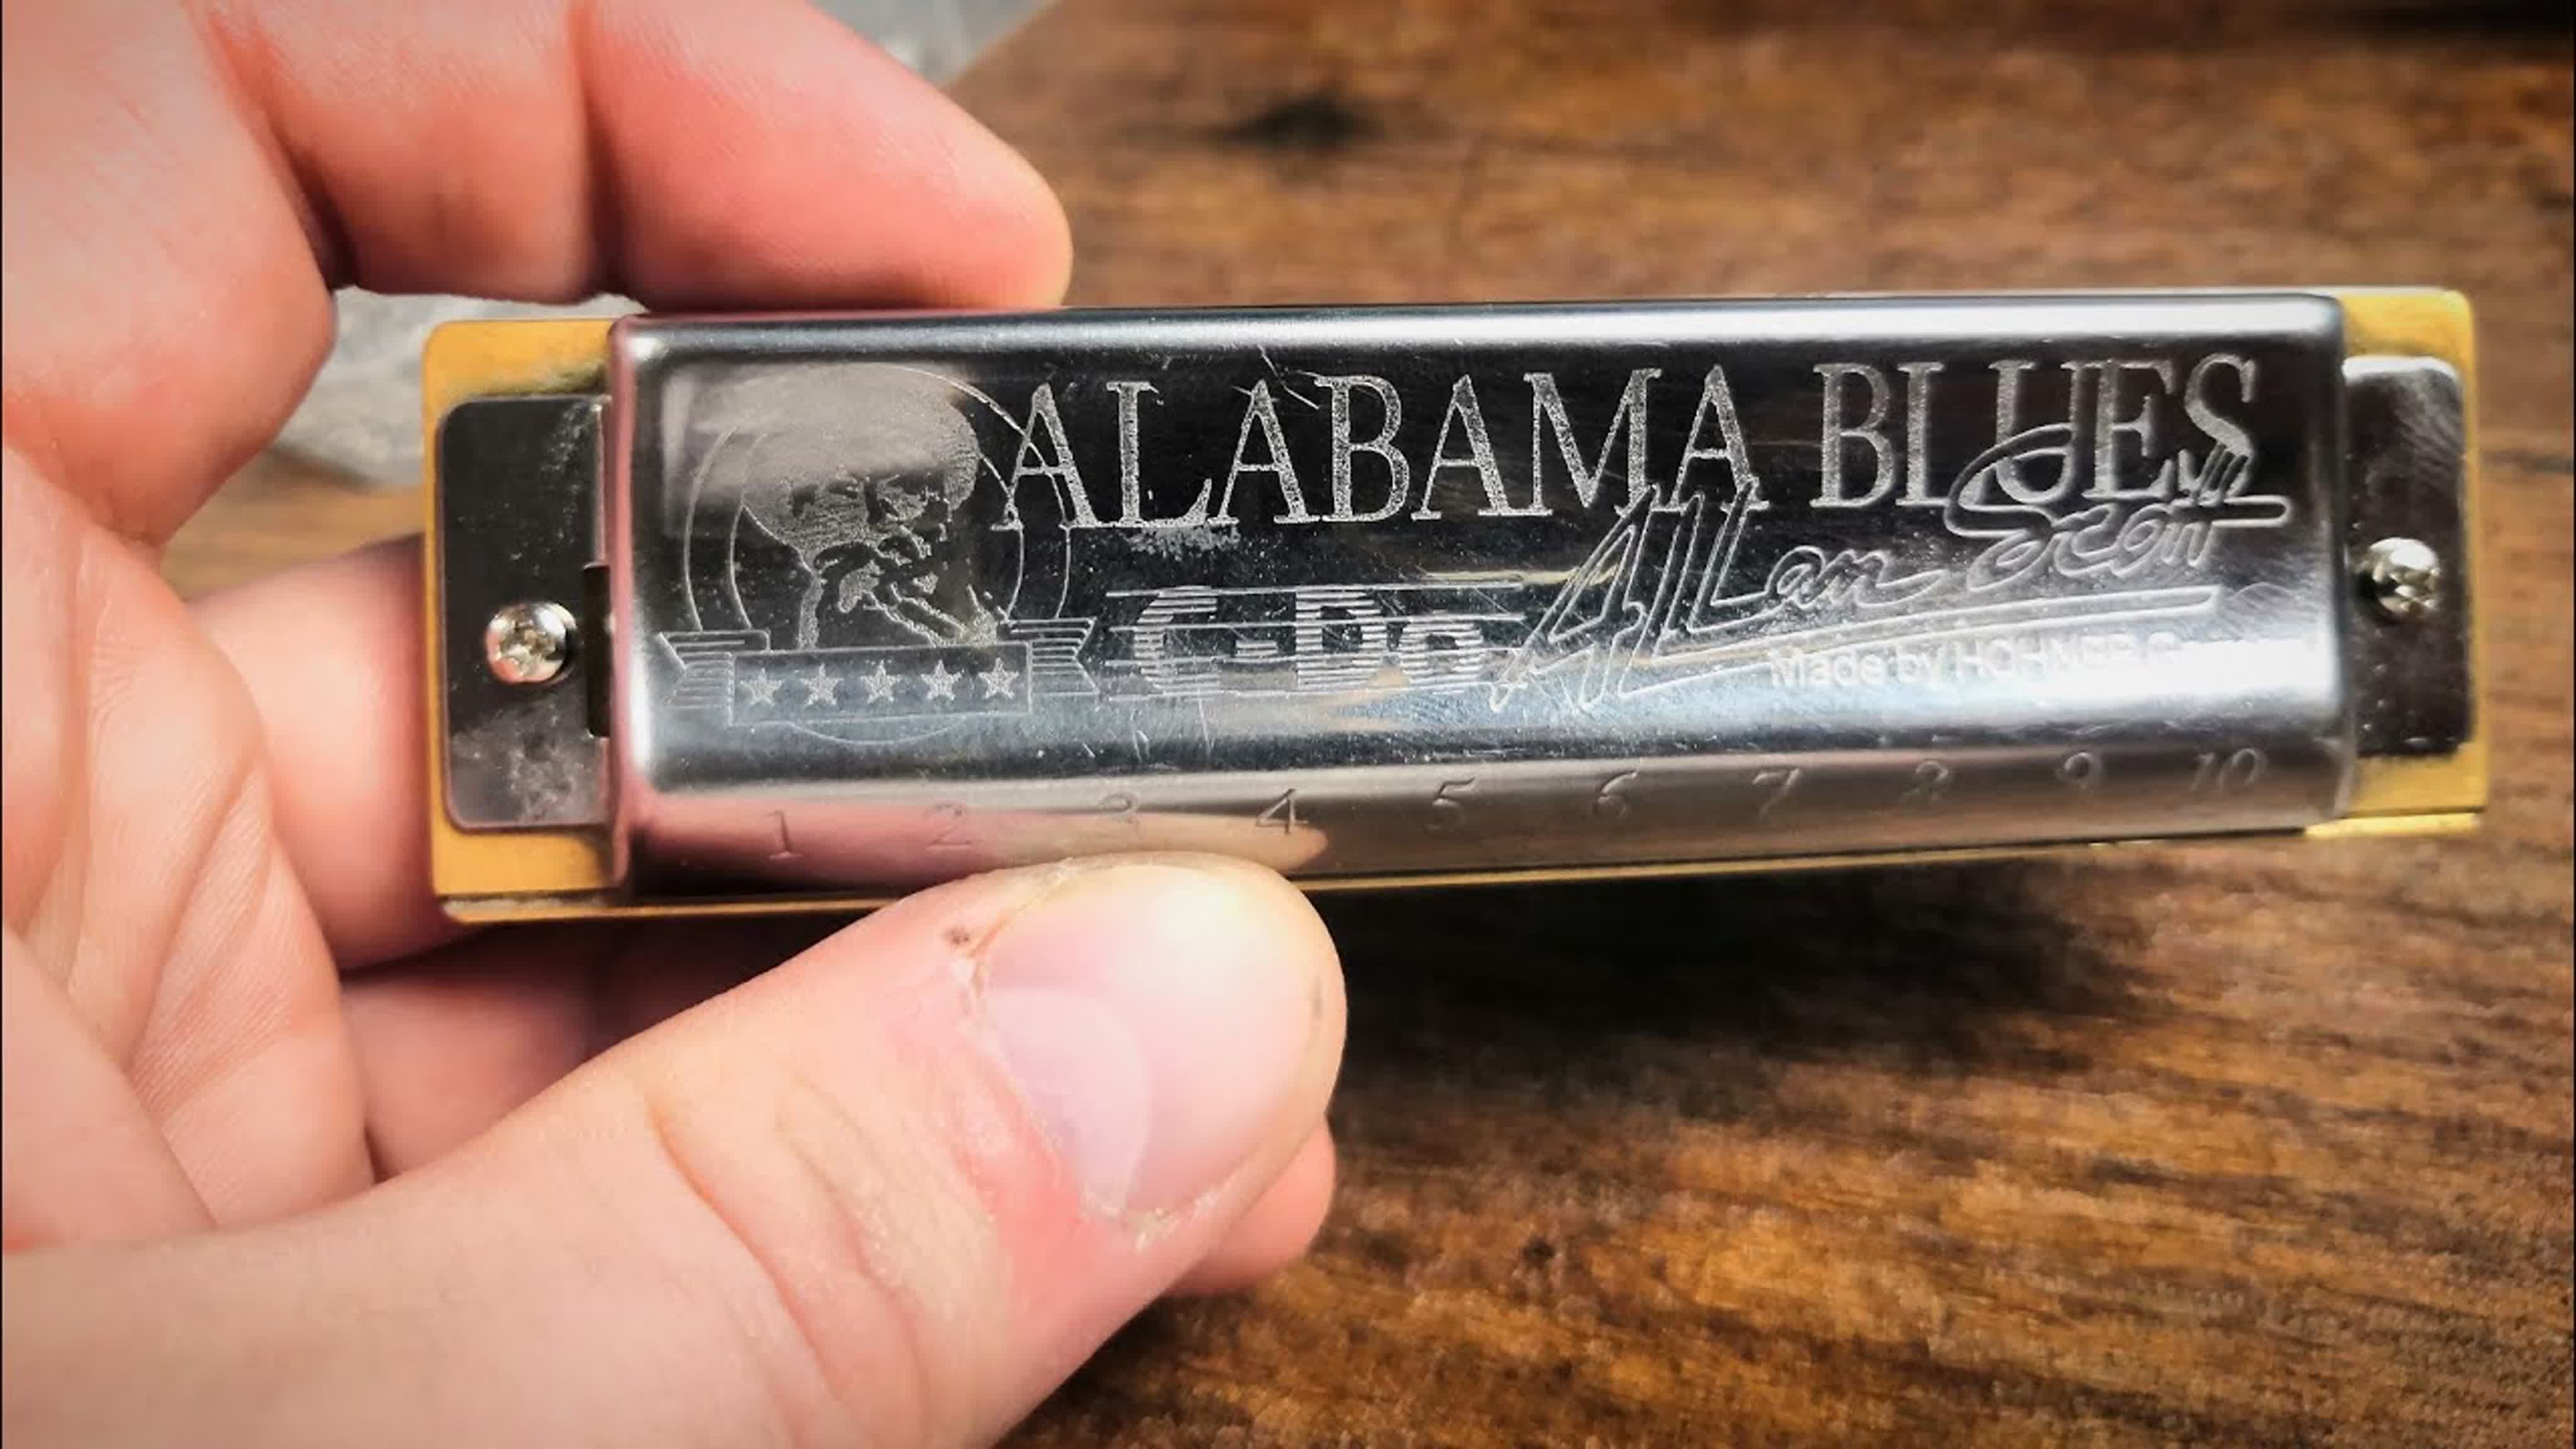 ALABAMA BLUES
Allan Scott
C-Do
Made by HOHNER
1 2 3 4 5 6 7 8 9 10